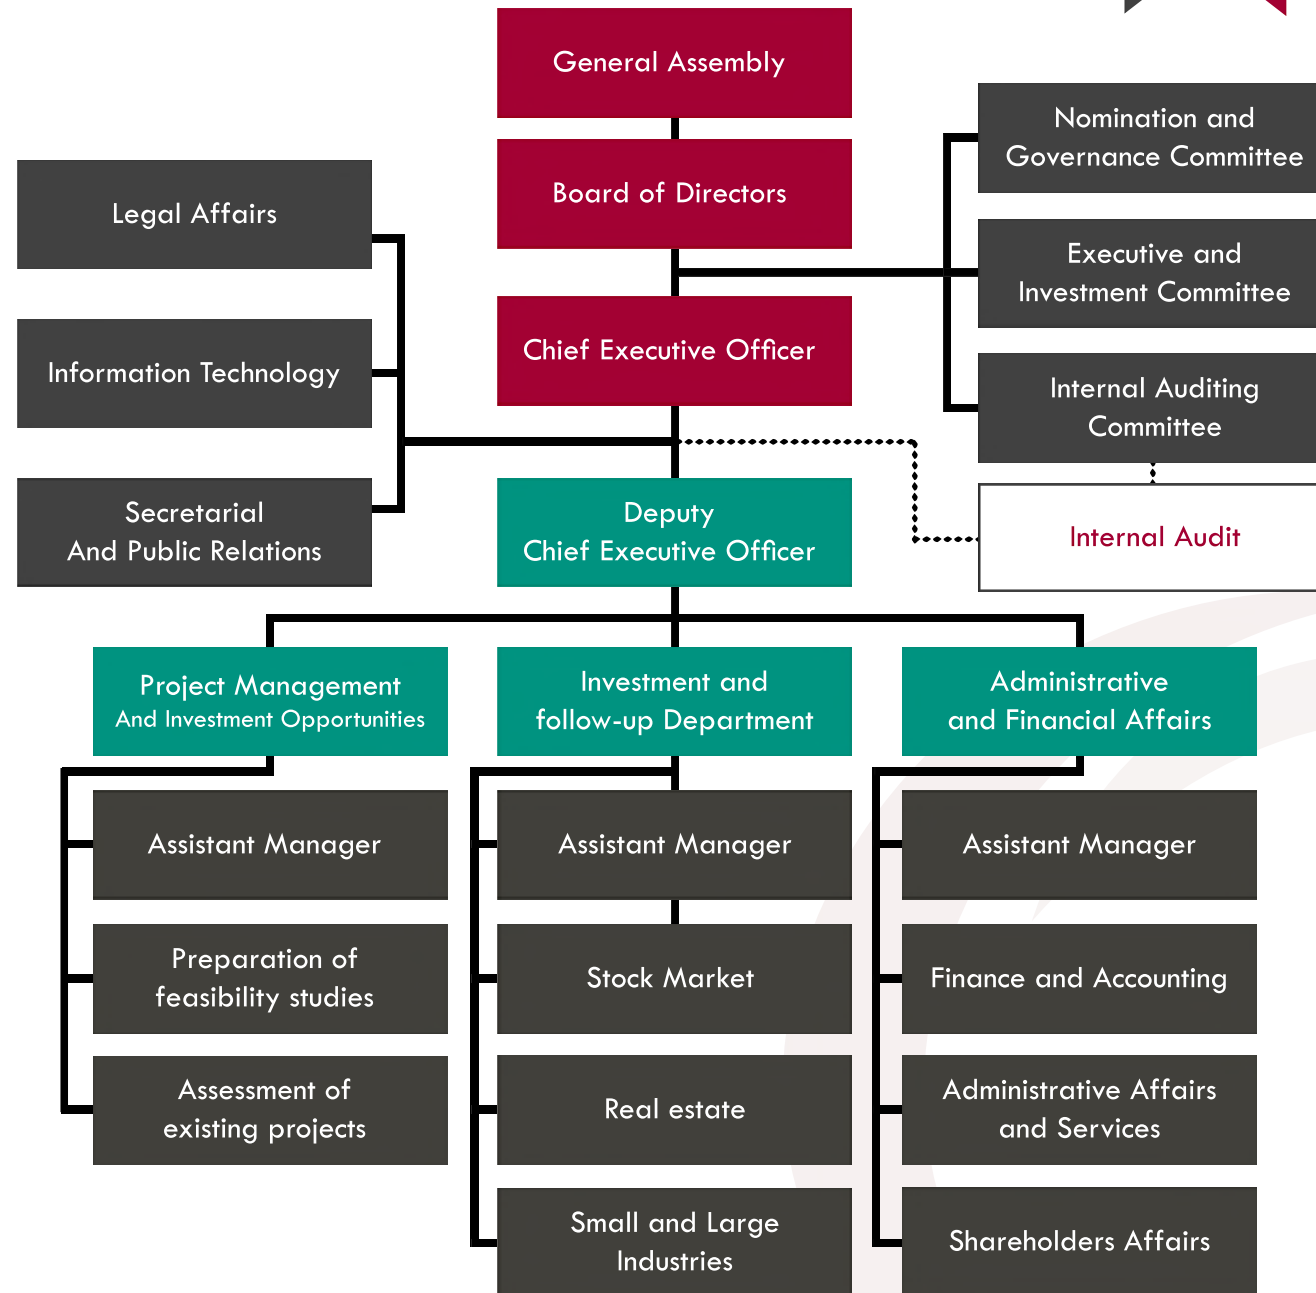 General Assembly
Board of Directors
Chief Executive Officer
Nomination and
Governance Committee
Executive and
Investment Committee
Internal Auditing
Committee
Internal Audit
Legal Affairs
Information Technology
Secretarial
And Public Relations
Deputy
Chief Executive Officer
Project Management
And Investment Opportunities
Assistant Manager
Preparation of
feasibility studies
Assessment of
existing projects
Investment and
follow-up Department
Assistant Manager
Stock Market
Real estate
Small and Large
Industries
Administrative
and Financial Affairs
Assistant Manager
Finance and Accounting
Administrative Affairs
and Services
Shareholders Affairs